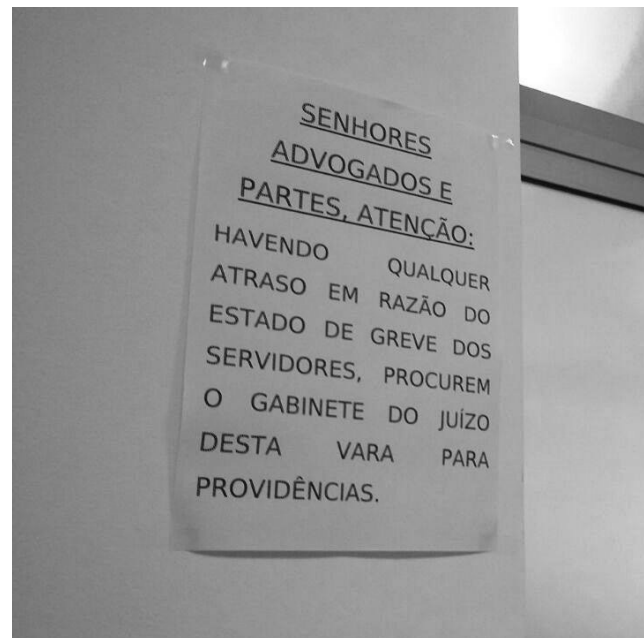 SENHORES
ADVOGADOS E
PARTES, ATENÇÃO:
HAVENDO QUALQUER
ATRASO EM RAZÃO DO
ESTADO DE GREVE DOS
SERVIDORES, PROCUREM
O GABINETE DO JUÍZO
DESTA VARA PARA
PROVIDÊNCIAS.